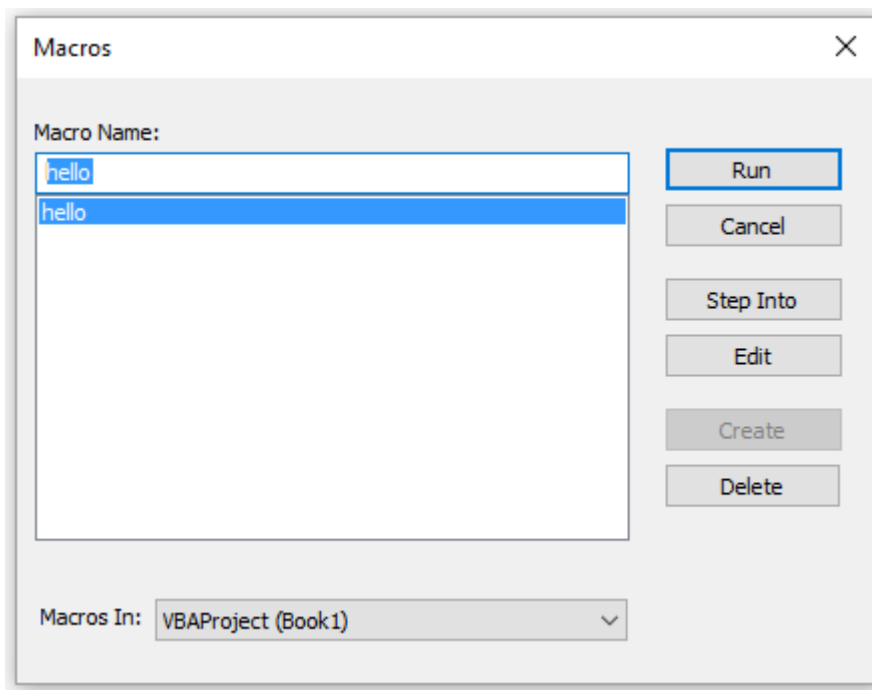 Macros
Macro Name:
hello
hello
Run
Cancel
Step Into
Edit
Create
Delete
Macros In: VBAProject (Book1)